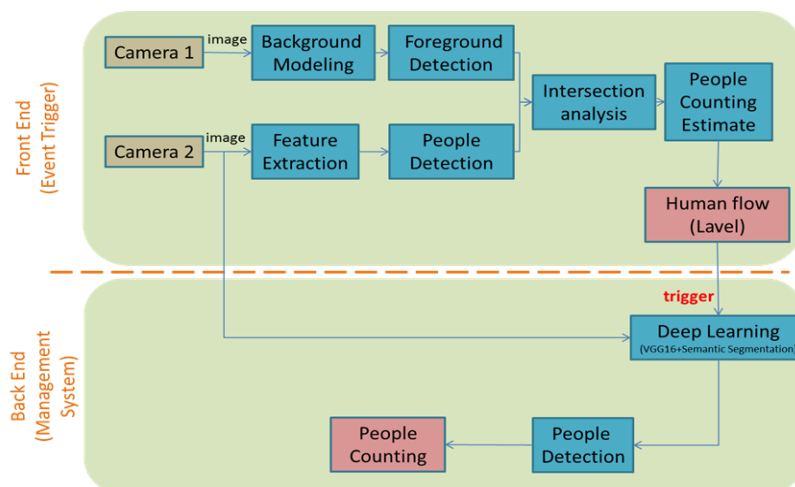 Front End
(Event Trigger)
Camera 1
image
Background
Modeling
Foreground
Detection
Camera 2
image
Feature
Extraction
People
Detection
Intersection
analysis
People
Counting
Estimate
Human flow
(Lavel)
trigger
Back End
(Management
System)
Deep Learning
(VGG16+Semantic Segmentation)
People
Detection
People
Counting